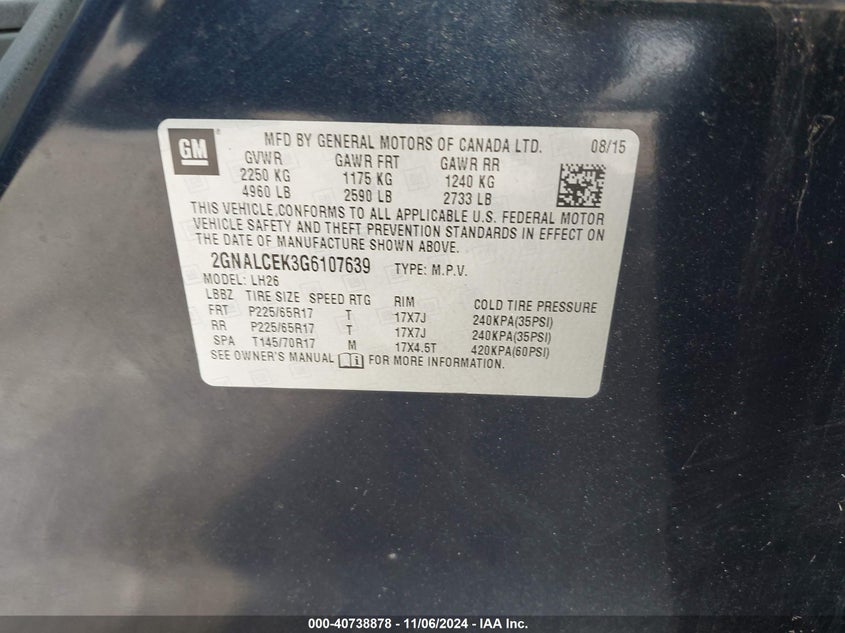 GM
MFD BY GENERAL MOTORS OF CANADA LTD. 08/15
GVWR GAWR FRT GAWR RR
2250 KG 1175 KG 1240 KG
4960 LB 2590 LB 2733 LB
THIS VEHICLE CONFORMS TO ALL APPLICABLE U.S. FEDERAL MOTOR
VEHICLE SAFETY AND THEFT PREVENTION STANDARDS IN EFFECT ON
THE DATE OF MANUFACTURE SHOWN ABOVE.
2GNALCEK3G6107639 TYPE: M.P.V.
MODEL: LH26
LBBZ TIRE SIZE SPEED RTG RIM COLD TIRE PRESSURE
FRT P225/65R17 T 17X7J 240KPA(35PSI)
RR P225/65R17 T 17X7J 240KPA(35PSI)
SPA T145/70R17 M 17X4.5T 420KPA(60PSI)
SEE OWNER'S MANUAL FOR MORE INFORMATION.
000-40738878 - 11/06/2024 - IAA Inc.